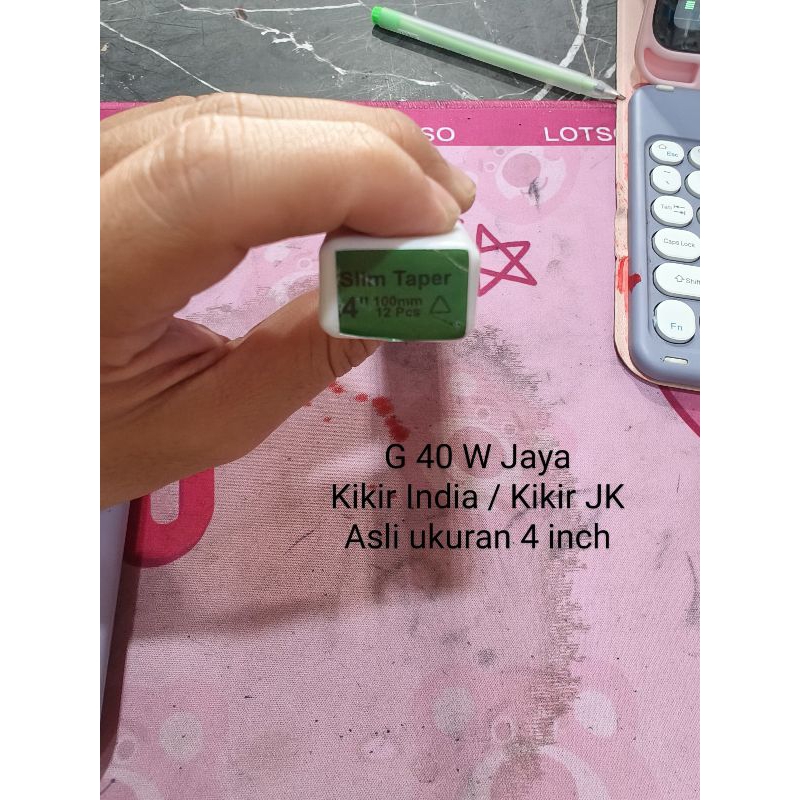 SO
LOTSO
Esc
Tab
Caps Lock
Shift
Fn
Slim Taper
4" 100mm
12 Pcs
G 40 W Jaya
Kikir India / Kikir JK
Asli ukuran 4 inch